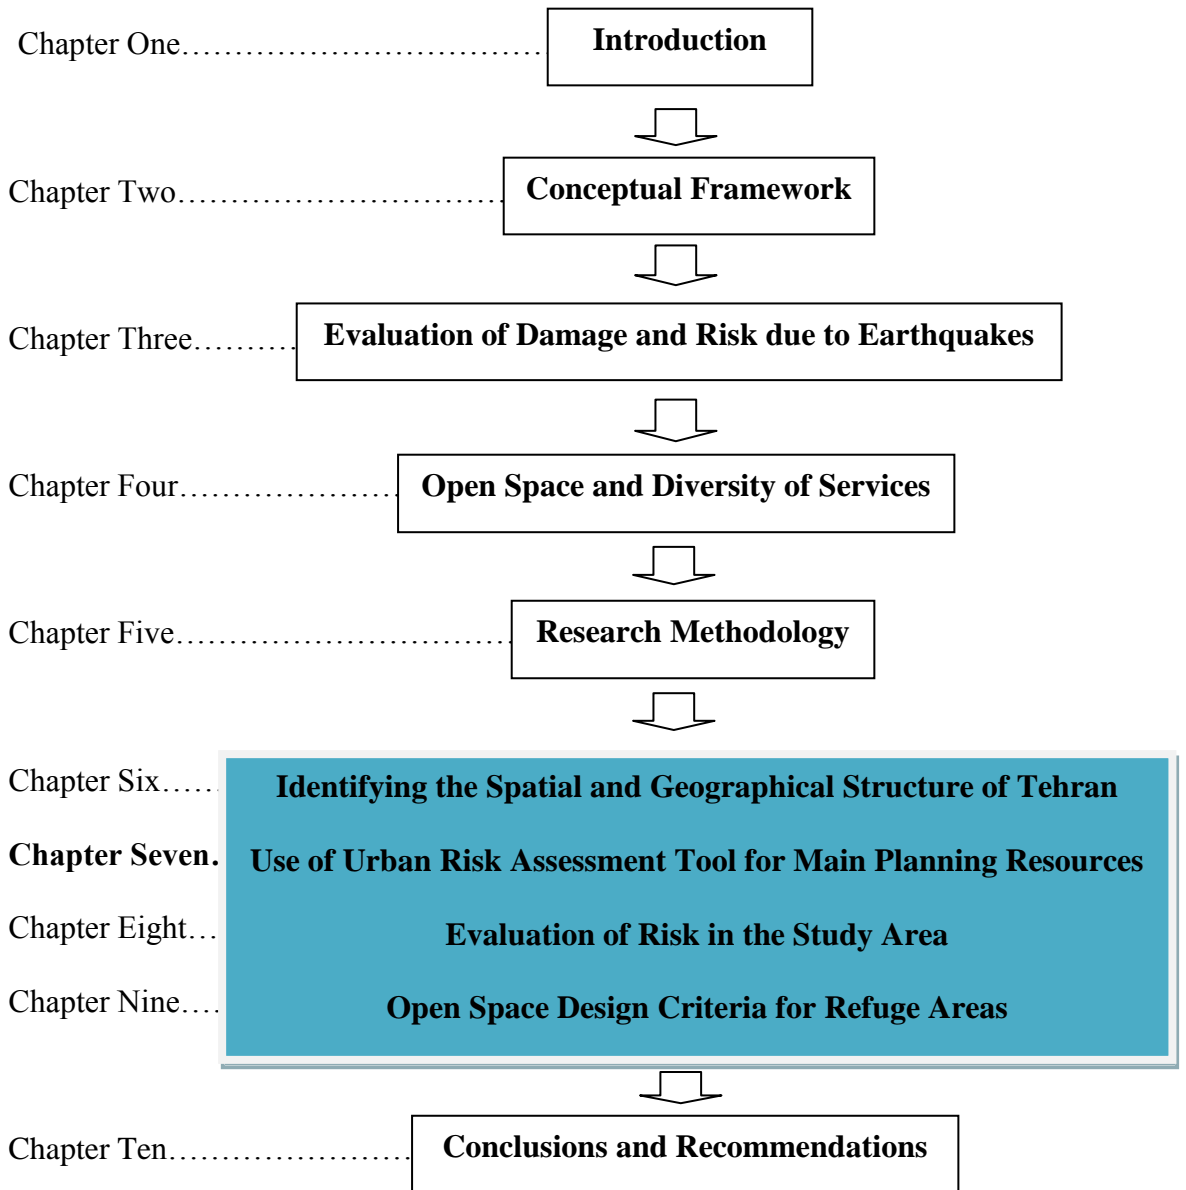 Chapter One……………………………… Introduction
Chapter Two…………………………… Conceptual Framework
Chapter Three………. Evaluation of Damage and Risk due to Earthquakes
Chapter Four…………………. Open Space and Diversity of Services
Chapter Five…………………………. Research Methodology
Chapter Six….. Identifying the Spatial and Geographical Structure of Tehran
Chapter Seven. Use of Urban Risk Assessment Tool for Main Planning Resources
Chapter Eight… Evaluation of Risk in the Study Area
Chapter Nine…. Open Space Design Criteria for Refuge Areas
Chapter Ten……………………. Conclusions and Recommendations